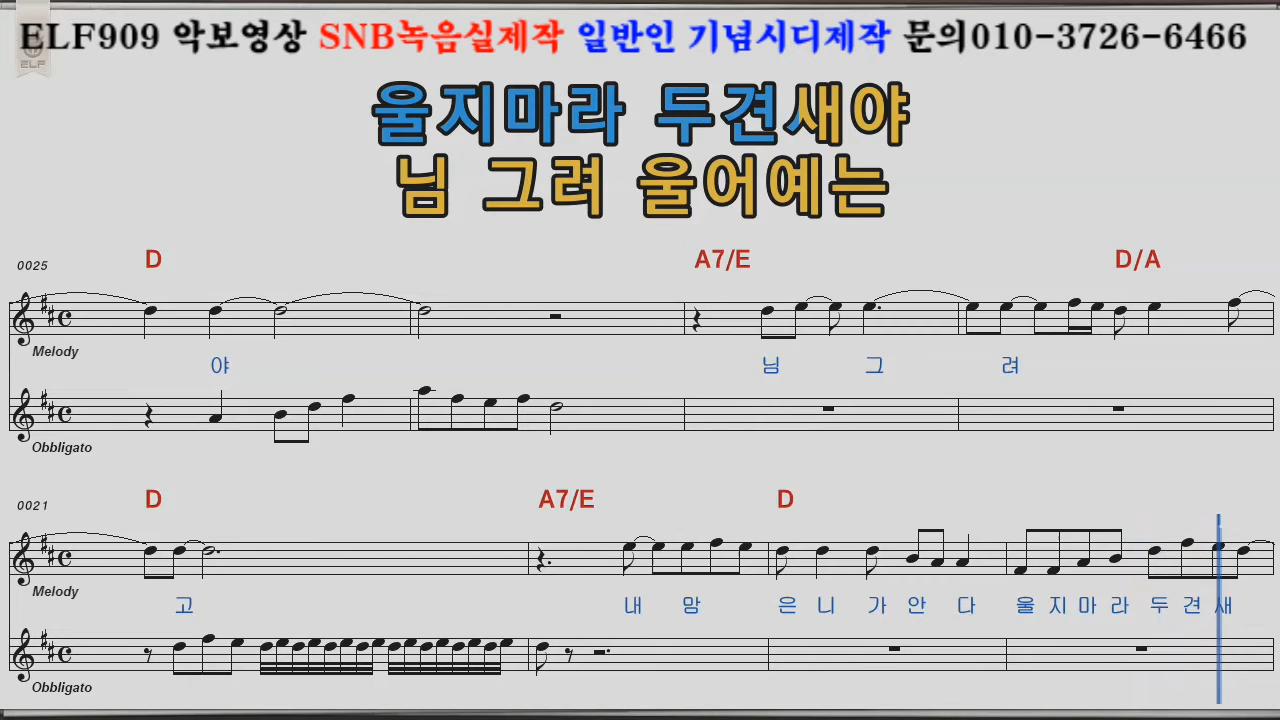 ELF909 악보영상 SNB녹음실제작 일반인 기념시디제작 문의010-3726-6466
ELF
울지마라 두견새야
님 그려 울어예는
0025 D A7/E D/A
Melody
야 님 그 려
Obbligato
0021 D A7/E D
Melody
고 내 망 은 니 가 안 다 울 지 마 라 두 견 새
Obbligato